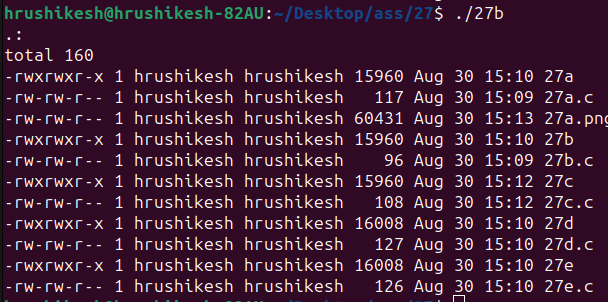 hrushikesh@hrushikesh-82AU:~/Desktop/ass/27$ ./27b
.:
total 160
-rwxrwxr-x 1 hrushikesh hrushikesh 15960 Aug 30 15:10 27a
-rw-rw-r-- 1 hrushikesh hrushikesh   117 Aug 30 15:09 27a.c
-rw-rw-r-- 1 hrushikesh hrushikesh 60431 Aug 30 15:13 27a.png
-rwxrwxr-x 1 hrushikesh hrushikesh 15960 Aug 30 15:10 27b
-rw-rw-r-- 1 hrushikesh hrushikesh    96 Aug 30 15:09 27b.c
-rwxrwxr-x 1 hrushikesh hrushikesh 15960 Aug 30 15:12 27c
-rw-rw-r-- 1 hrushikesh hrushikesh   108 Aug 30 15:12 27c.c
-rwxrwxr-x 1 hrushikesh hrushikesh 16008 Aug 30 15:10 27d
-rw-rw-r-- 1 hrushikesh hrushikesh   127 Aug 30 15:10 27d.c
-rwxrwxr-x 1 hrushikesh hrushikesh 16008 Aug 30 15:10 27e
-rw-rw-r-- 1 hrushikesh hrushikesh   126 Aug 30 15:10 27e.c